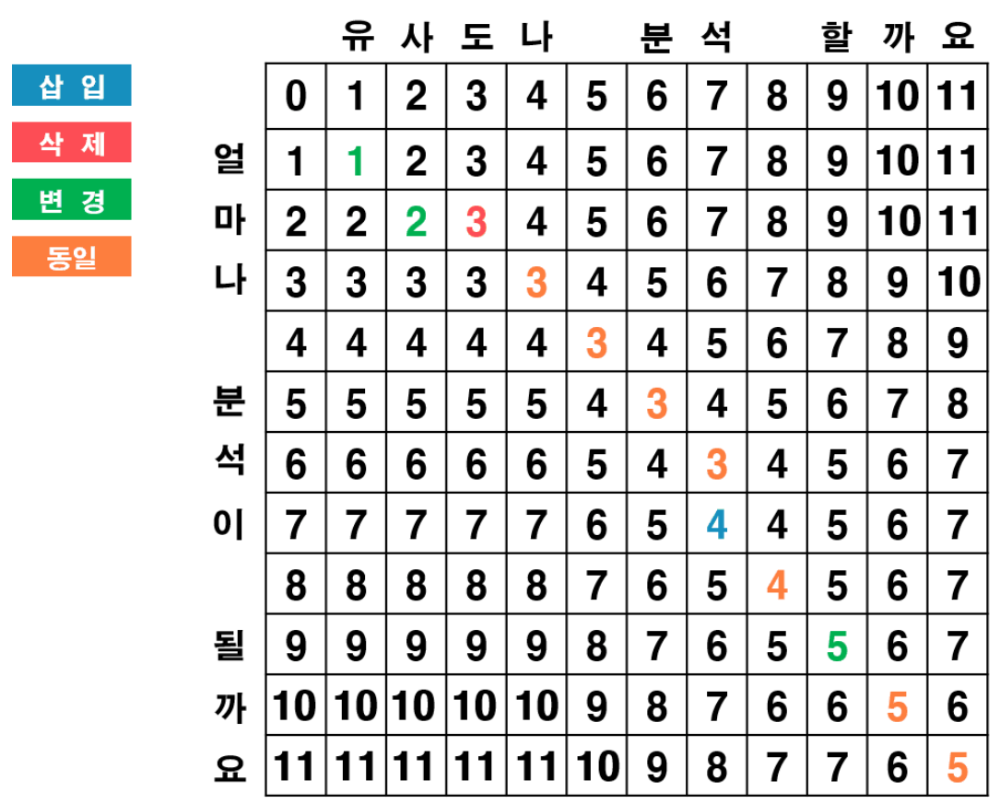 유 사 도 나 분 석 할 까 요
삽 입
삭 제
변 경
동일
0 1 2 3 4 5 6 7 8 9 10 11
얼 1 1 2 3 4 5 6 7 8 9 10 11
마 2 2 2 3 4 5 6 7 8 9 10 11
나 3 3 3 3 3 4 5 6 7 8 9 10
4 4 4 4 4 3 4 5 6 7 8 9
분 5 5 5 5 5 4 3 4 5 6 7 8
석 6 6 6 6 6 5 4 3 4 5 6 7
이 7 7 7 7 7 6 5 4 4 5 6 7
8 8 8 8 8 7 6 5 4 5 6 7
될 9 9 9 9 9 8 7 6 5 5 6 7
까 10 10 10 10 10 9 8 7 6 6 5 6
요 11 11 11 11 11 10 9 8 7 7 6 5